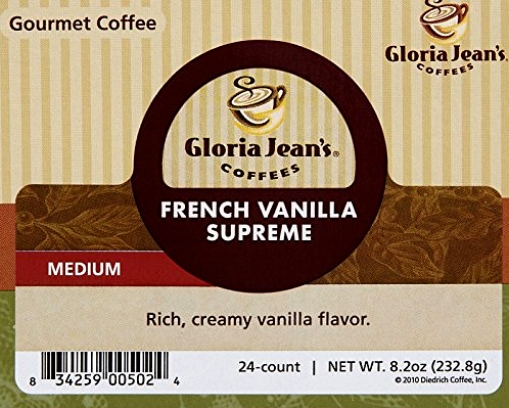 Gourmet Coffee
Gloria Jean's
COFFEES
Gloria Jean's®
COFFEES
FRENCH VANILLA
SUPREME
MEDIUM
Rich, creamy vanilla flavor.
24-count | NET WT. 8.2oz (232.8g)
© 2010 Diedrich Coffee, Inc.
8 34259 00502 4